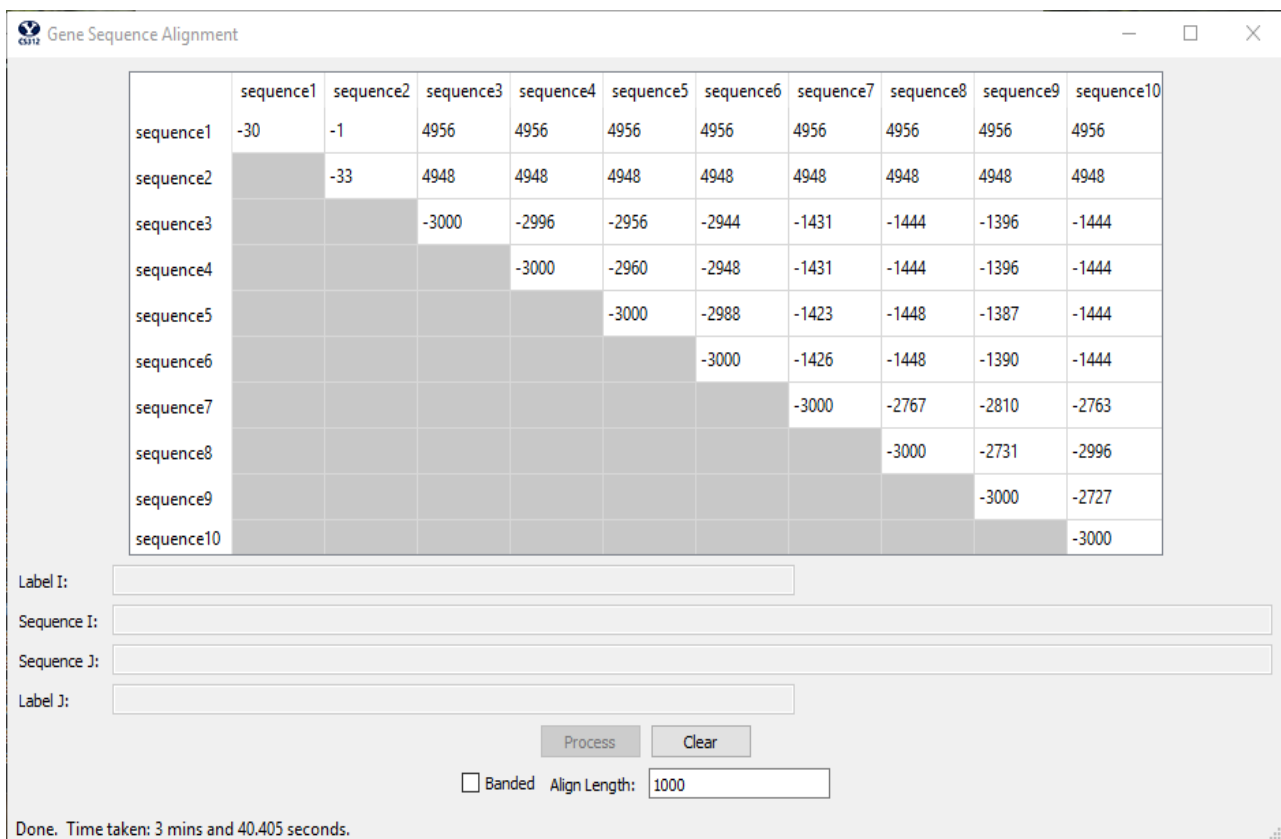 CS312 Gene Sequence Alignment
sequence1 sequence2 sequence3 sequence4 sequence5 sequence6 sequence7 sequence8 sequence9 sequence10
sequence1 -30 -1 4956 4956 4956 4956 4956 4956 4956 4956
sequence2 -33 4948 4948 4948 4948 4948 4948 4948 4948
sequence3 -3000 -2996 -2956 -2944 -1431 -1444 -1396 -1444
sequence4 -3000 -2960 -2948 -1431 -1444 -1396 -1444
sequence5 -3000 -2988 -1423 -1448 -1387 -1444
sequence6 -3000 -1426 -1448 -1390 -1444
sequence7 -3000 -2767 -2810 -2763
sequence8 -3000 -2731 -2996
sequence9 -3000 -2727
sequence10 -3000
Label I:
Sequence I:
Sequence J:
Label J:
Process Clear
Banded Align Length: 1000
Done. Time taken: 3 mins and 40.405 seconds.